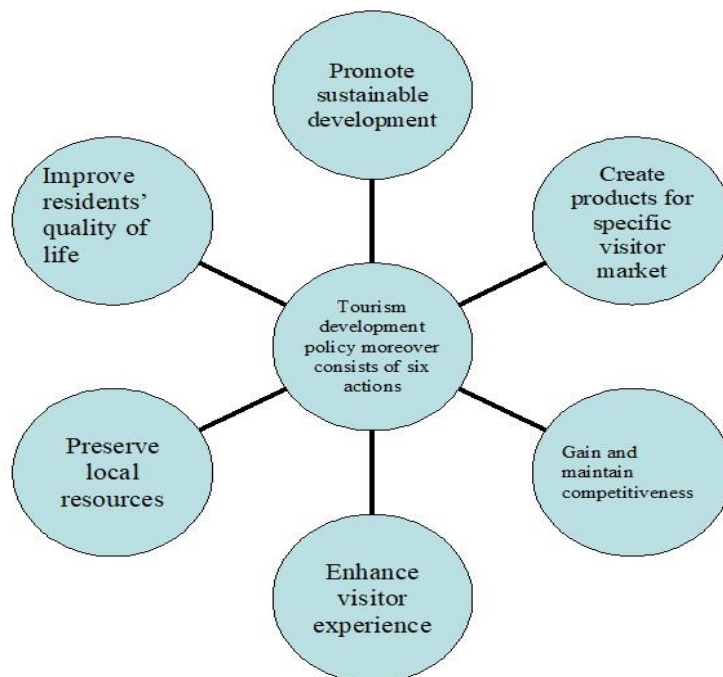 Promote
sustainable
development
Create
products for
specific
visitor
market
Gain and
maintain
competitiveness
Enhance
visitor
experience
Preserve
local
resources
Improve
residents’
quality of
life
Tourism
development
policy moreover
consists of six
actions